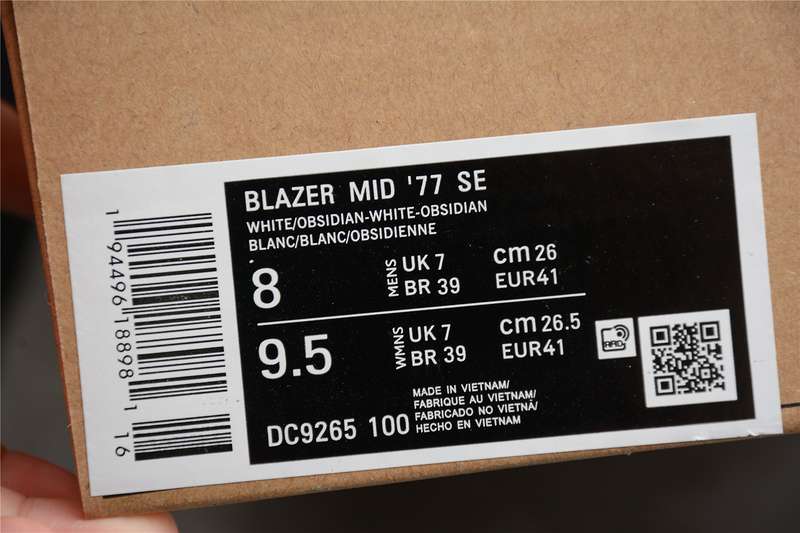 BLAZER MID '77 SE
WHITE/OBSIDIAN-WHITE-OBSIDIAN
BLANC/BLANC/OBSIDIENNE
8 MENS UK 7 cm 26
BR 39 EUR41
9.5 WMNS UK 7 cm 26.5
BR 39 EUR41
DC9265 100
MADE IN VIETNAM/
FABRIQUE AU VIETNAM/
FABRICADO NO VIETNÃ/
HECHO EN VIETNAM
1 94496 18898 1
16